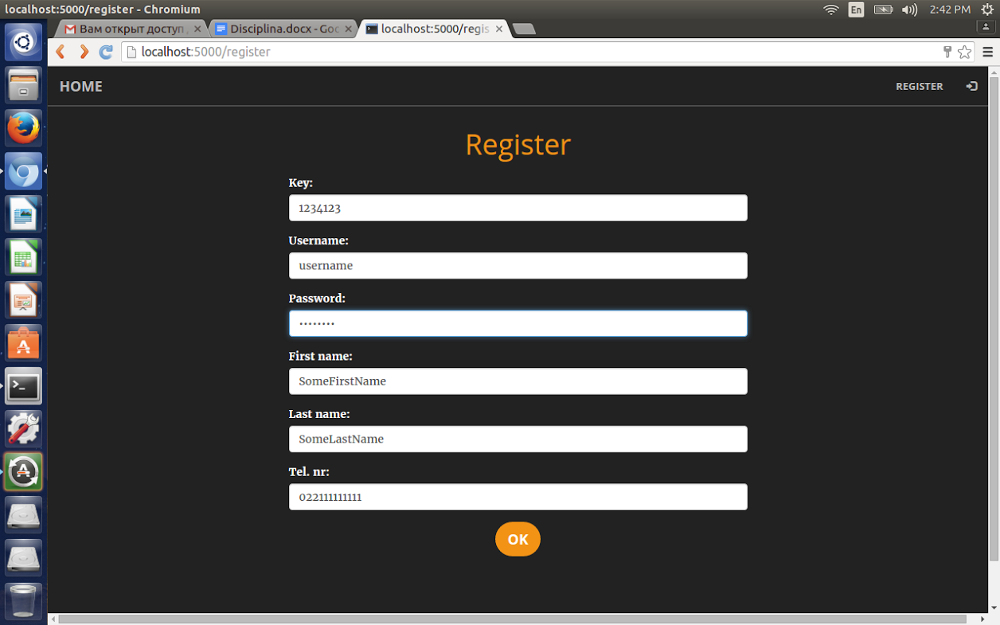 localhost:5000/register - Chromium
En
2:42 PM
Вам открыт доступ
Disciplina.docx - Goo
localhost:5000/regis
localhost:5000/register
HOME
REGISTER
Register
Key:
1234123
Username:
username
Password:
••••••••
First name:
SomeFirstName
Last name:
SomeLastName
Tel. nr:
022111111111
OK